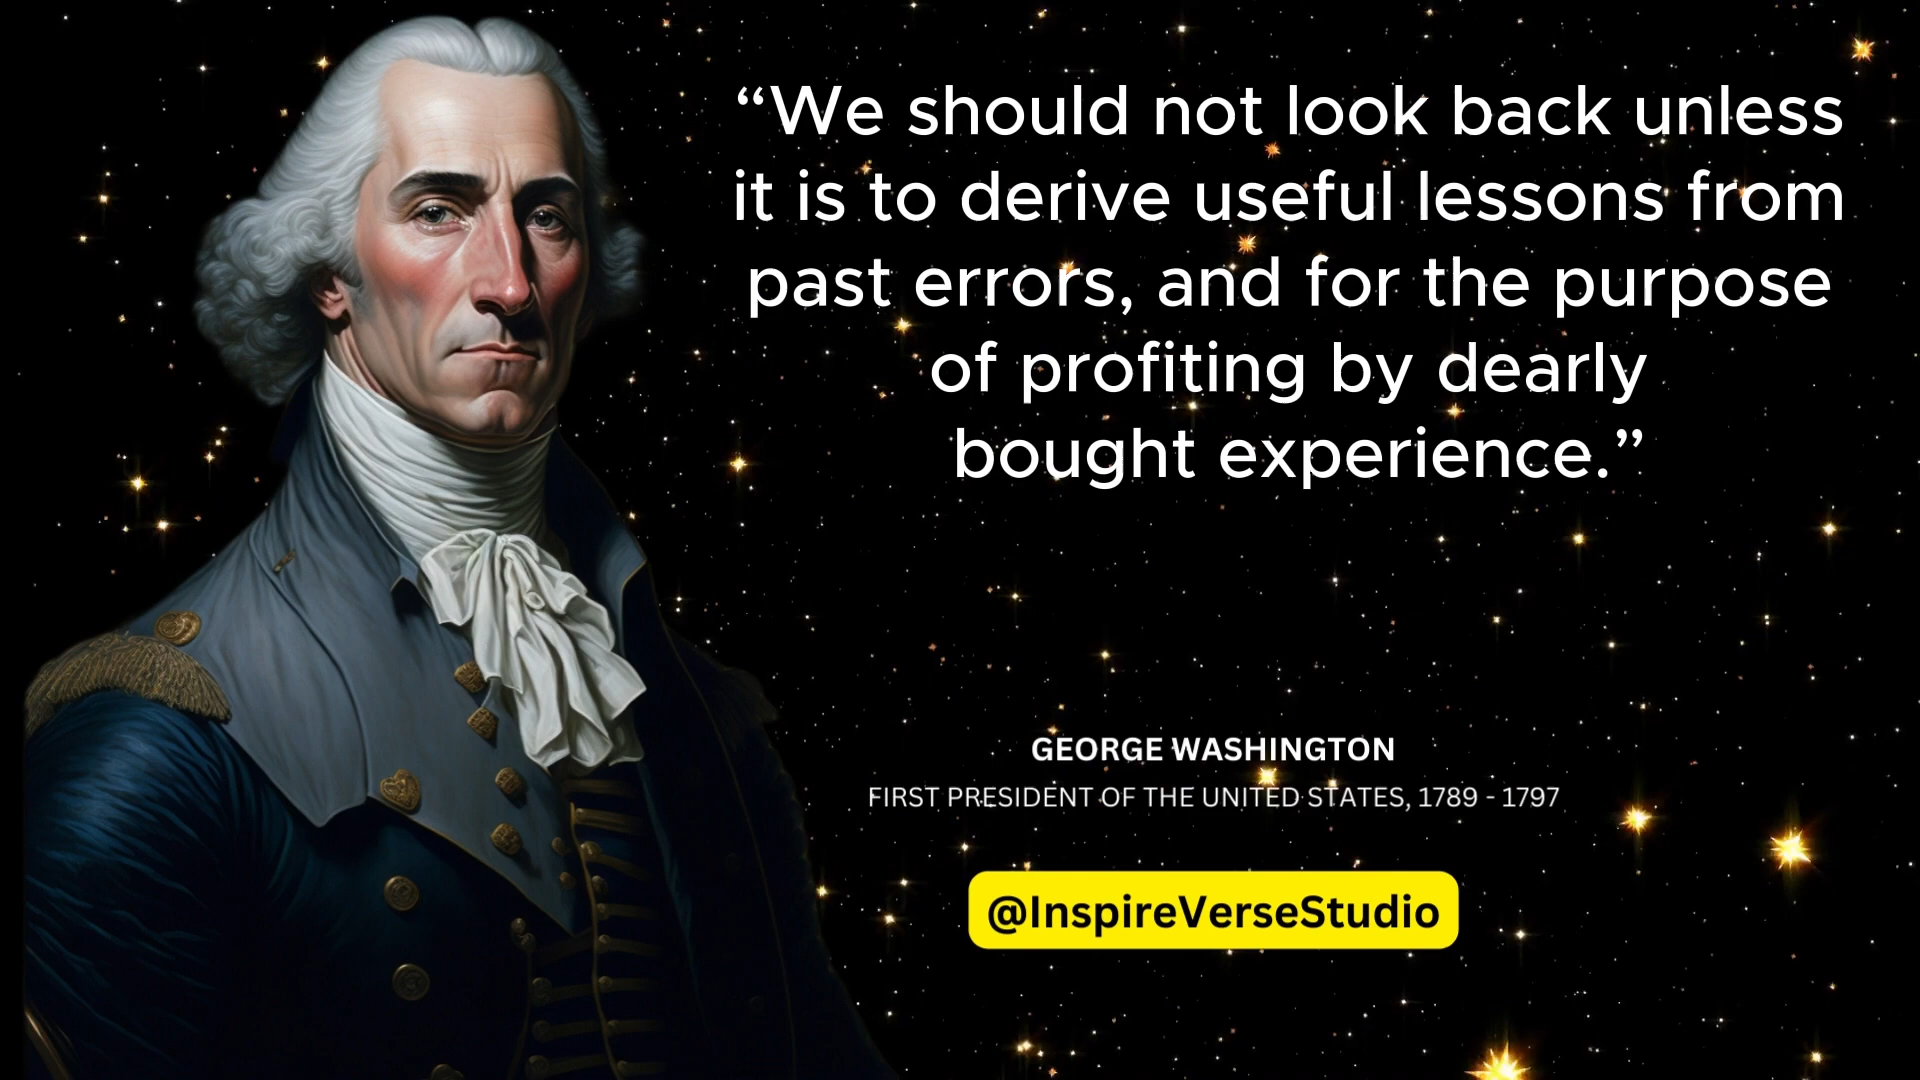 “We should not look back unless
it is to derive useful lessons from
past errors, and for the purpose
of profiting by dearly
bought experience.”
GEORGE WASHINGTON
FIRST PRESIDENT OF THE UNITED STATES, 1789 - 1797
@InspireVerseStudio